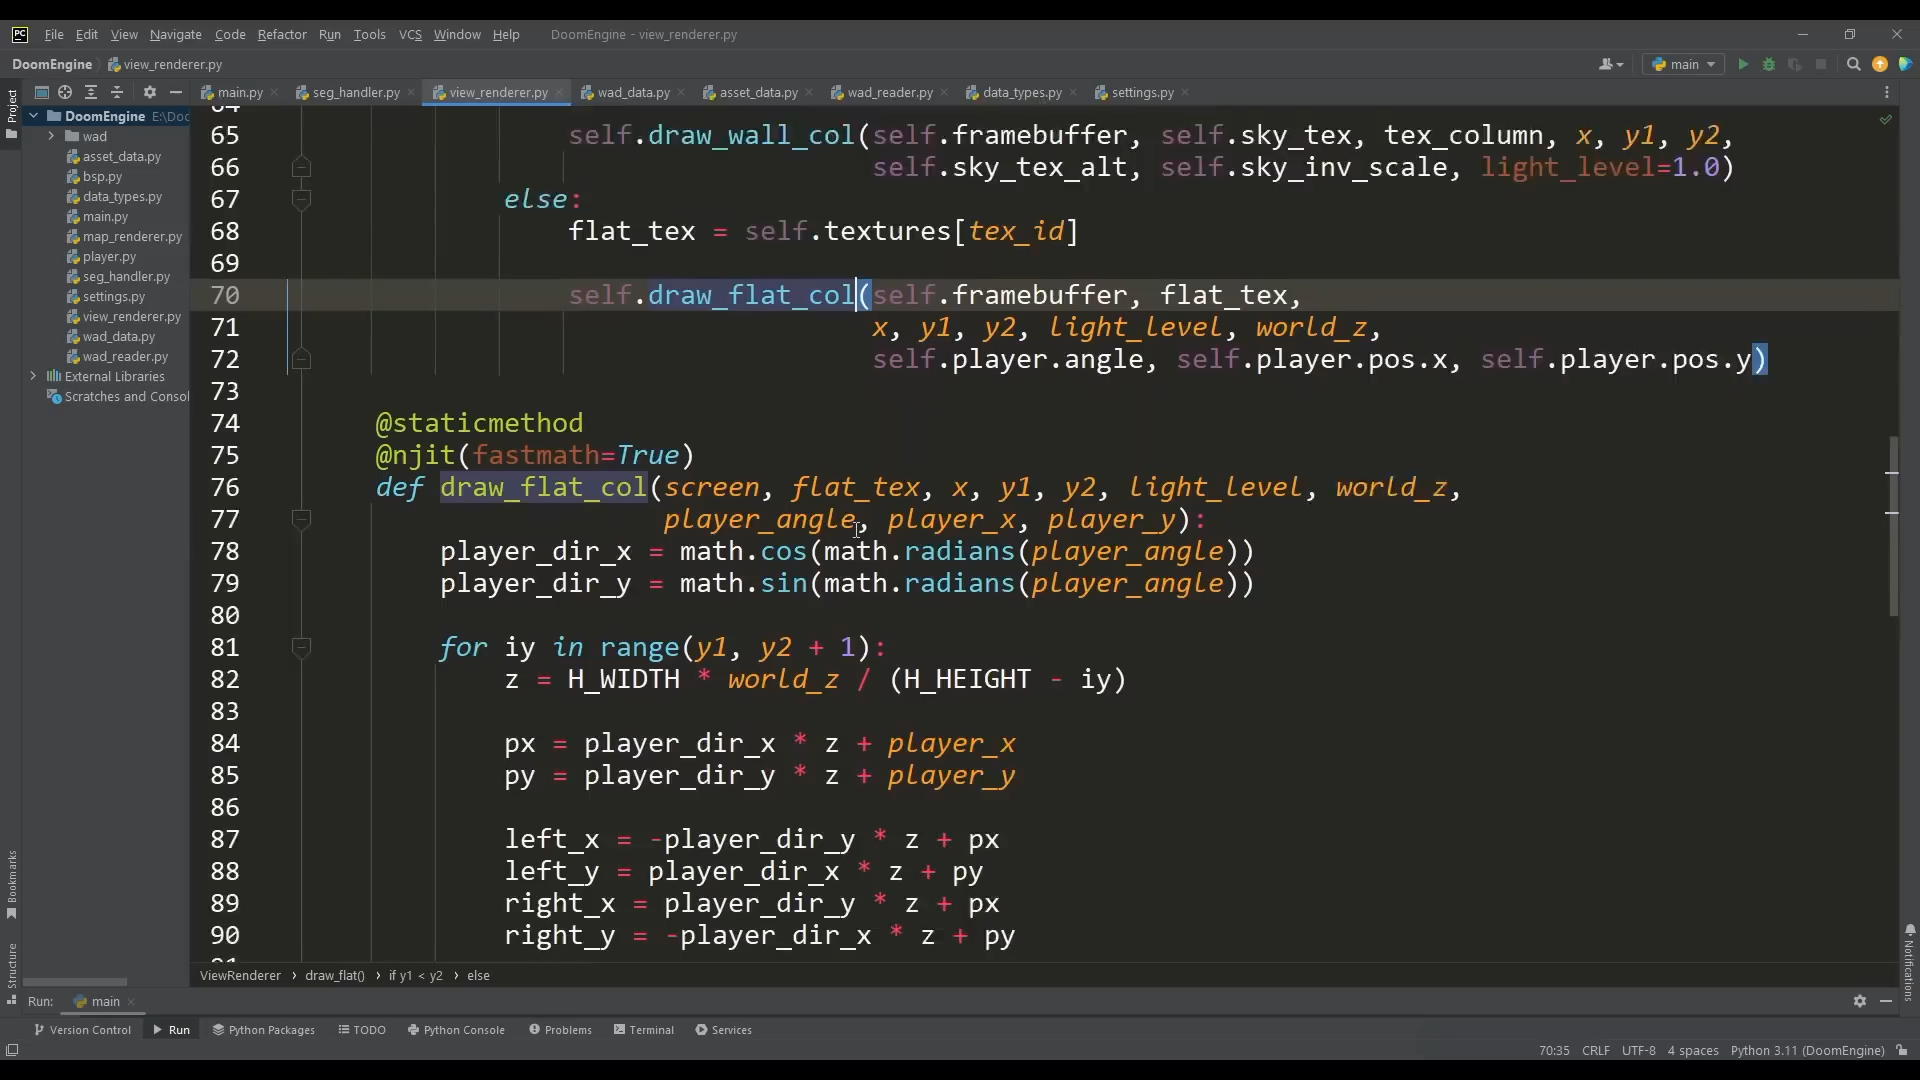 PC File Edit View Navigate Code Refactor Run Tools VCS Window Help DoomEngine - view_renderer.py
DoomEngine view_renderer.py main
main.py seg_handler.py view_renderer.py wad_data.py asset_data.py wad_reader.py data_types.py settings.py
Project
DoomEngine E:\Doo
wad
asset_data.py
bsp.py
data_types.py
main.py
map_renderer.py
player.py
seg_handler.py
settings.py
view_renderer.py
wad_data.py
wad_reader.py
External Libraries
Scratches and Consol
Bookmarks
Structure
Notifications
65 self.draw_wall_col(self.framebuffer, self.sky_tex, tex_column, x, y1, y2,
66 self.sky_tex_alt, self.sky_inv_scale, light_level=1.0)
67 else:
68 flat_tex = self.textures[tex_id]
69
70 self.draw_flat_col(self.framebuffer, flat_tex,
71 x, y1, y2, light_level, world_z,
72 self.player.angle, self.player.pos.x, self.player.pos.y)
73
74 @staticmethod
75 @njit(fastmath=True)
76 def draw_flat_col(screen, flat_tex, x, y1, y2, light_level, world_z,
77 player_angle, player_x, player_y):
78 player_dir_x = math.cos(math.radians(player_angle))
79 player_dir_y = math.sin(math.radians(player_angle))
80
81 for iy in range(y1, y2 + 1):
82 z = H_WIDTH * world_z / (H_HEIGHT - iy)
83
84 px = player_dir_x * z + player_x
85 py = player_dir_y * z + player_y
86
87 left_x = -player_dir_y * z + px
88 left_y = player_dir_x * z + py
89 right_x = player_dir_y * z + px
90 right_y = -player_dir_x * z + py
ViewRenderer › draw_flat() › if y1 < y2 › else
Run: main
Version Control Run Python Packages TODO Python Console Problems Terminal Services
70:35 CRLF UTF-8 4 spaces Python 3.11 (DoomEngine)